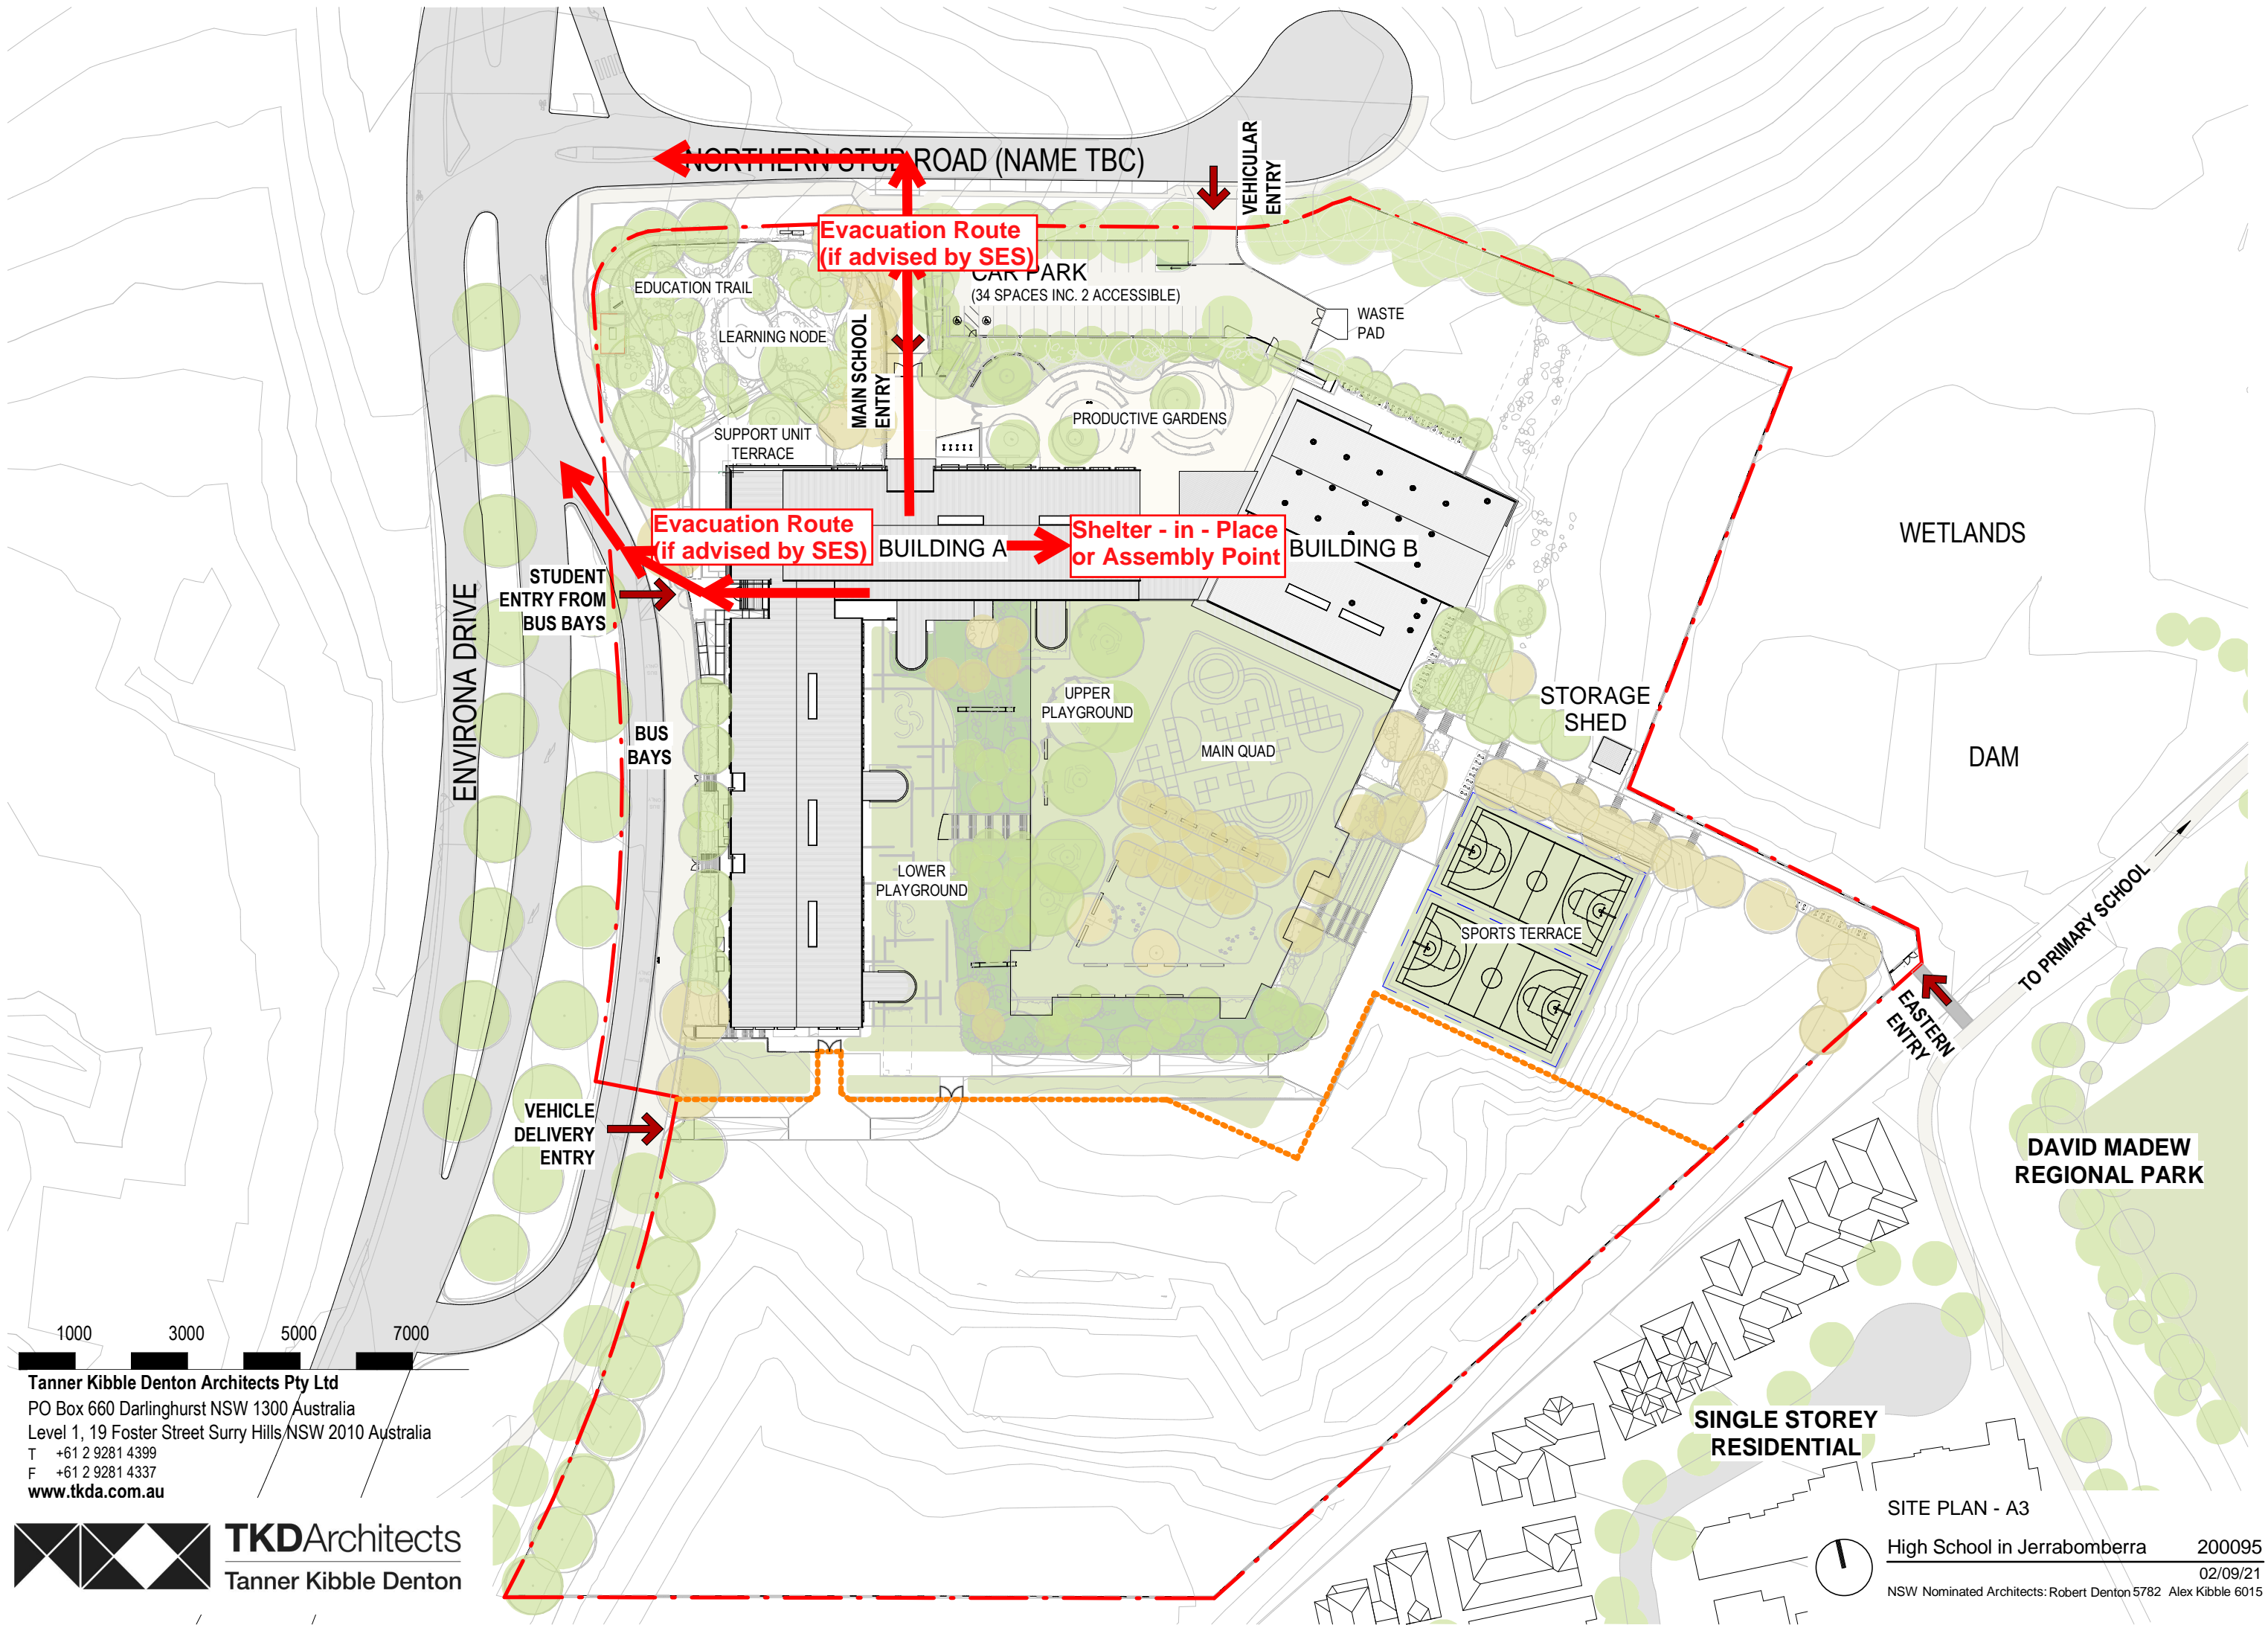 NORTHERN STUB ROAD (NAME TBC)
VEHICULAR
ENTRY
Evacuation Route
(if advised by SES)
CAR PARK
(34 SPACES INC. 2 ACCESSIBLE)
EDUCATION TRAIL
LEARNING NODE
MAIN SCHOOL
ENTRY
WASTE
PAD
PRODUCTIVE GARDENS
SUPPORT UNIT
TERRACE
Evacuation Route
(if advised by SES)
BUILDING A
Shelter - in - Place
or Assembly Point
BUILDING B
WETLANDS
STUDENT
ENTRY FROM
BUS BAYS
ENVIRONA DRIVE
BUS
BAYS
UPPER
PLAYGROUND
MAIN QUAD
STORAGE
SHED
DAM
LOWER
PLAYGROUND
SPORTS TERRACE
TO PRIMARY SCHOOL
EASTERN
ENTRY
VEHICLE
DELIVERY
ENTRY
DAVID MADEW
REGIONAL PARK
SINGLE STOREY
RESIDENTIAL
1000 3000 5000 7000
Tanner Kibble Denton Architects Pty Ltd
PO Box 660 Darlinghurst NSW 1300 Australia
Level 1, 19 Foster Street Surry Hills NSW 2010 Australia
T +61 2 9281 4399
F +61 2 9281 4337
www.tkda.com.au
TKDArchitects
Tanner Kibble Denton
SITE PLAN - A3
High School in Jerrabomberra 200095
02/09/21
NSW Nominated Architects: Robert Denton 5782 Alex Kibble 6015